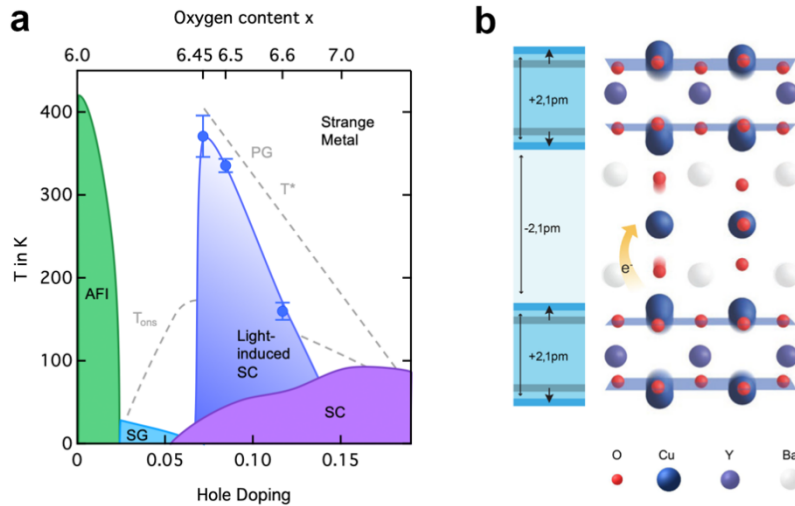 a
Oxygen content x
6.0 6.45 6.5 6.6 7.0
400
300
200
100
0
T in K
AFI
SG
T_ons
PG
T*
Strange
Metal
Light-
induced
SC
SC
0 0.05 0.10 0.15
Hole Doping
b
+2,1pm
-2,1pm
+2,1pm
e-
O Cu Y Ba